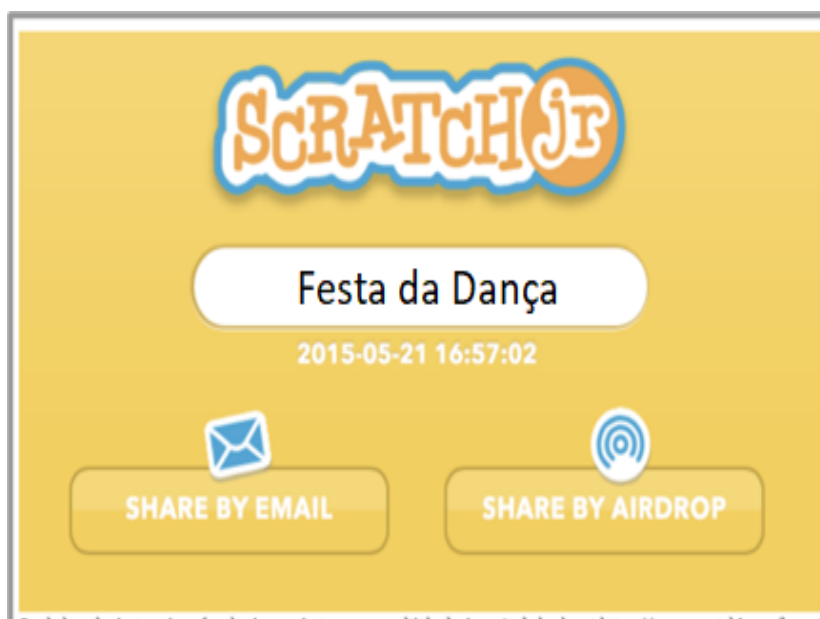 SCRATCH jr
Festa da Dança
2015-05-21 16:57:02
SHARE BY EMAIL
SHARE BY AIRDROP